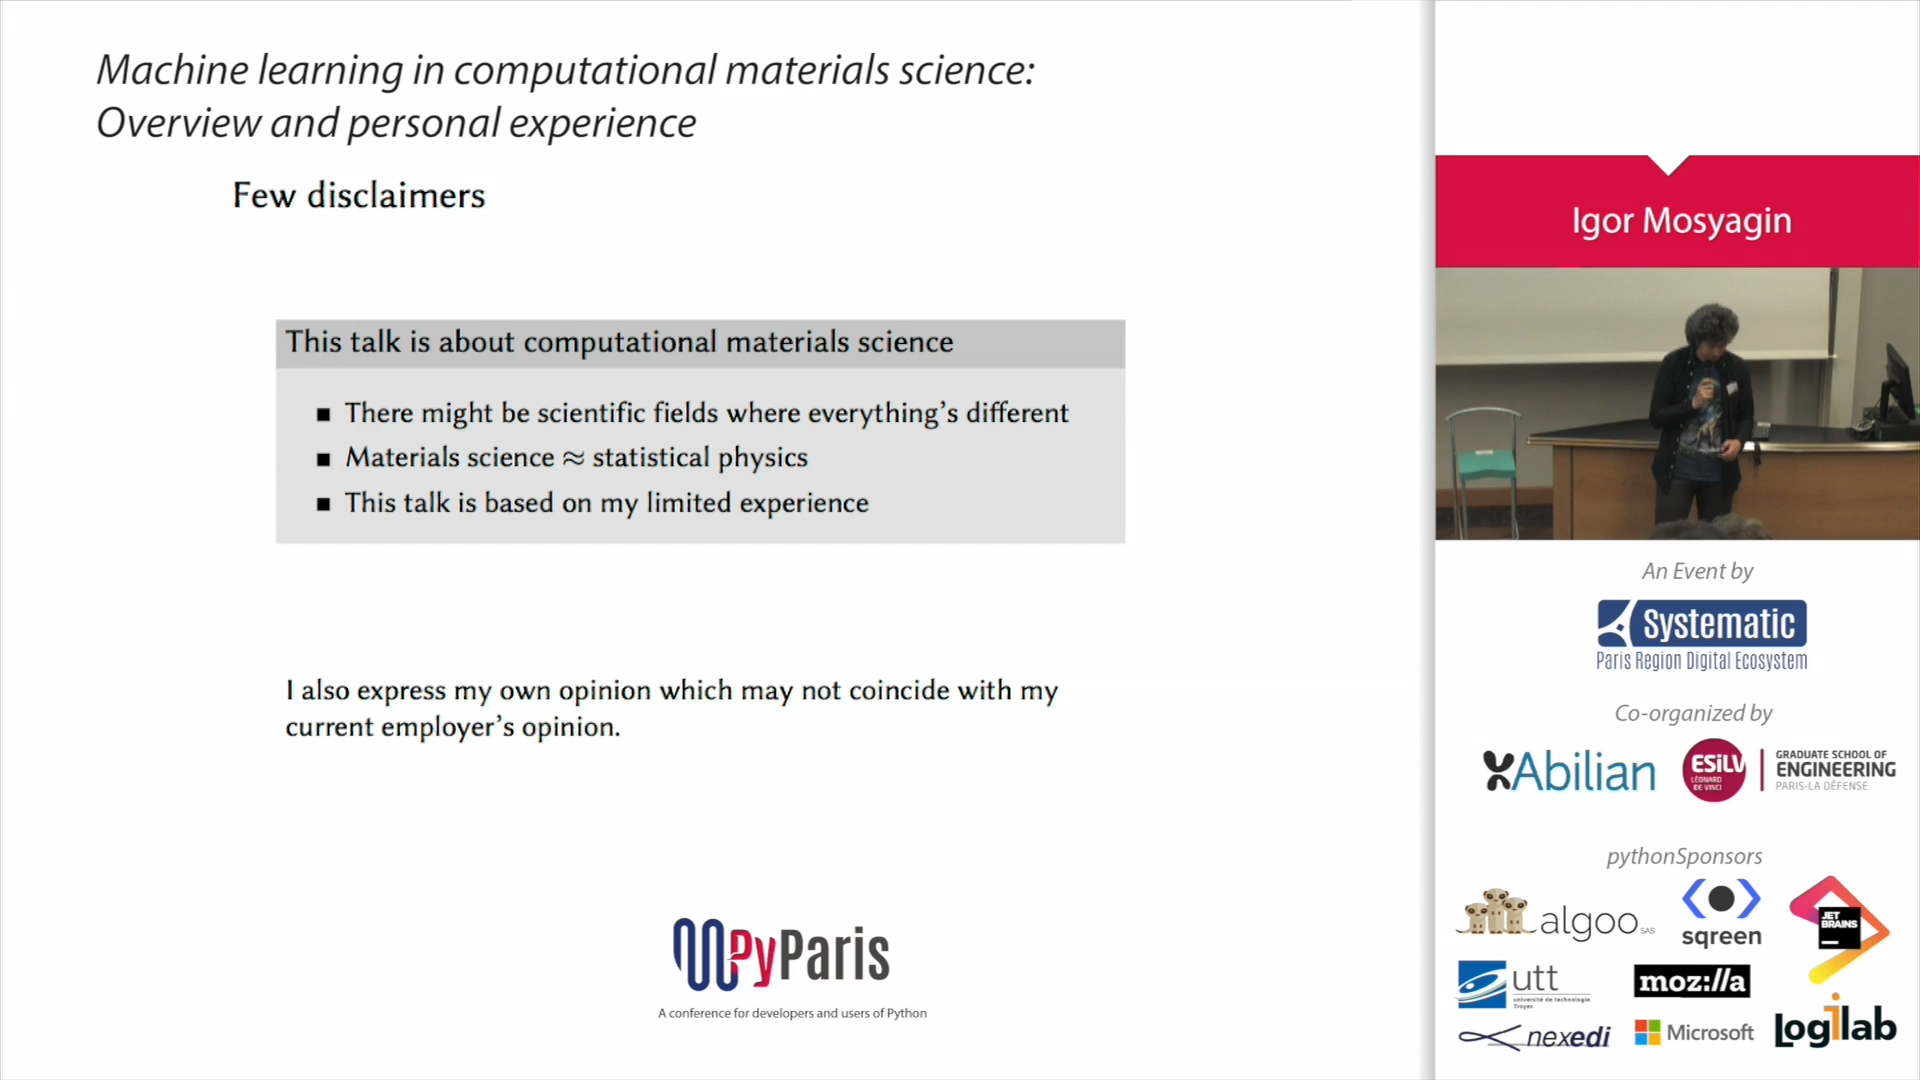 Machine learning in computational materials science:
Overview and personal experience
Few disclaimers
This talk is about computational materials science
■ There might be scientific fields where everything's different
■ Materials science ≈ statistical physics
■ This talk is based on my limited experience
I also express my own opinion which may not coincide with my
current employer's opinion.
PyParis
A conference for developers and users of Python
Igor Mosyagin
An Event by
Systematic
Paris Region Digital Ecosystem
Co-organized by
Abilian
ESILV
LÉONARD
DE VINCI
GRADUATE SCHOOL OF
ENGINEERING
PARIS-LA DÉFENSE
pythonSponsors
algoo SAS
sqreen
JET
BRAINS
utt
université de technologie
Troyes
moz://a
nexedi
Microsoft
logilab